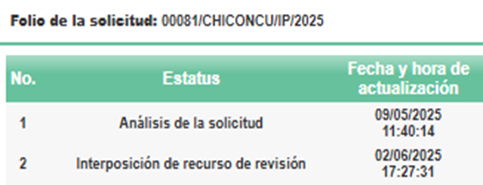 Folio de la solicitud: 00081/CHICONCU/IP/2025
No. Estatus Fecha y hora de actualización
1 Análisis de la solicitud 09/05/2025 11:40:14
2 Interposición de recurso de revisión 02/06/2025 17:27:31